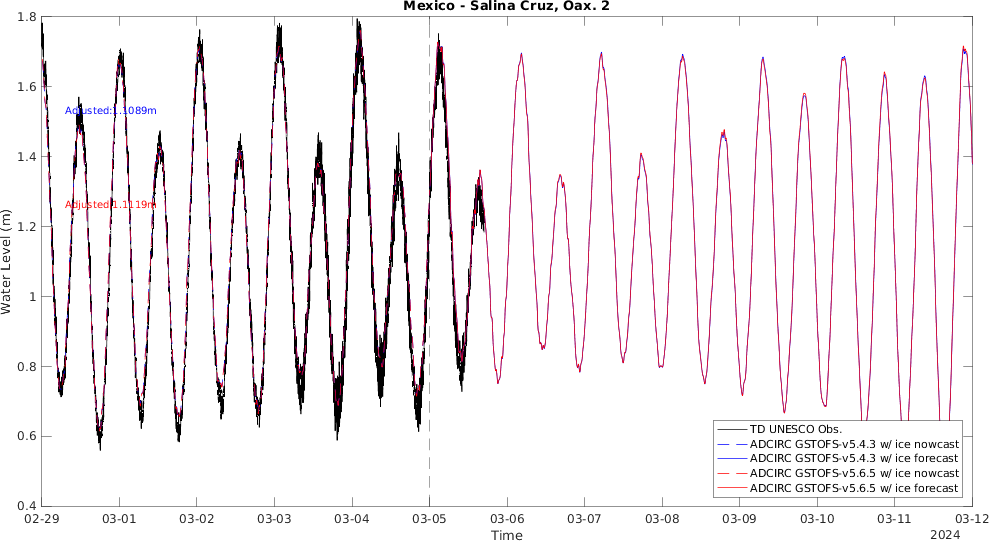 Mexico - Salina Cruz, Oax. 2
1.8
1.6
1.4
1.2
1
0.8
0.6
0.4
Water Level (m)
Adjusted:1.1089m
Adjusted:1.1119m
TD UNESCO Obs.
ADCIRC GSTOFS-v5.4.3 w/ ice nowcast
ADCIRC GSTOFS-v5.4.3 w/ ice forecast
ADCIRC GSTOFS-v5.6.5 w/ ice nowcast
ADCIRC GSTOFS-v5.6.5 w/ ice forecast
02-29 03-01 03-02 03-03 03-04 03-05 03-06 03-07 03-08 03-09 03-10 03-11 03-12
Time
2024